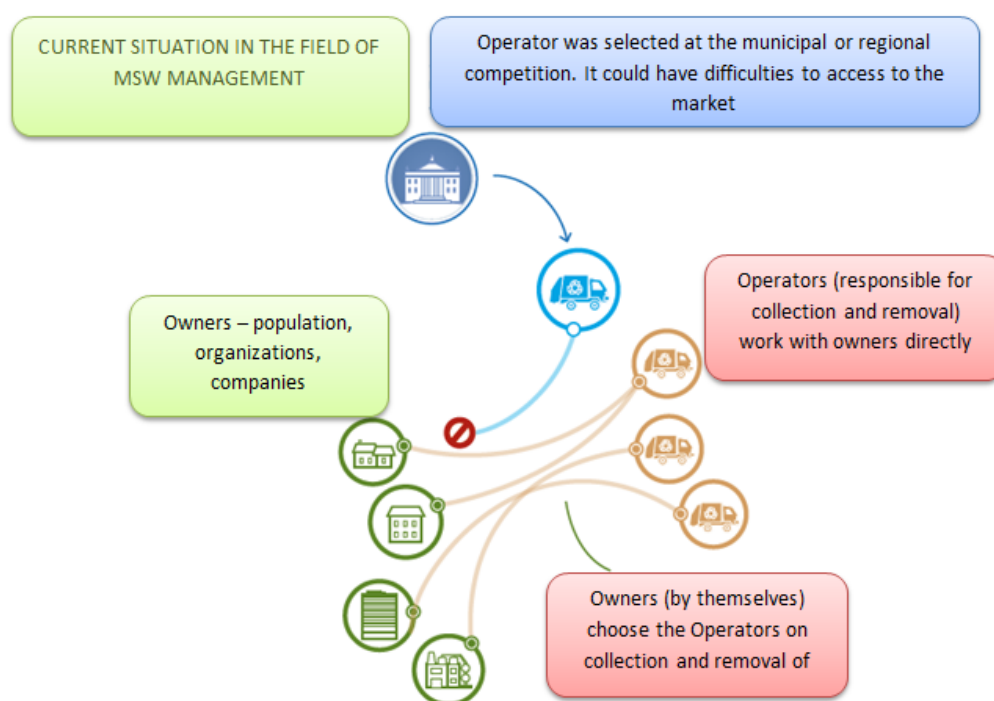 CURRENT SITUATION IN THE FIELD OF
MSW MANAGEMENT
Operator was selected at the municipal or regional
competition. It could have difficulties to access to the
market
Operators (responsible for
collection and removal)
work with owners directly
Owners – population,
organizations,
companies
Owners (by themselves)
choose the Operators on
collection and removal of